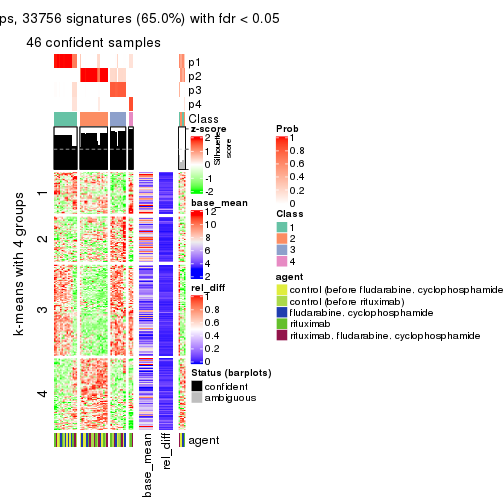 ps, 33756 signatures (65.0%) with fdr < 0.05
46 confident samples
p1
p2
p3
p4
Class
Silhouette
score
1
2
3
4
k-means with 4 groups
agent
base_mean
rel_diff
z-score
2
1
0
-1
-2
base_mean
12
10
8
6
4
2
rel_diff
1
0.8
0.6
0.4
0.2
0
Status (barplots)
confident
ambiguous
Prob
1
0.8
0.6
0.4
0.2
0
Class
1
2
3
4
agent
control (before fludarabine. cyclophosphamide
control (before rituximab)
fludarabine. cyclophosphamide
rituximab
rituximab. fludarabine. cyclophosphamide